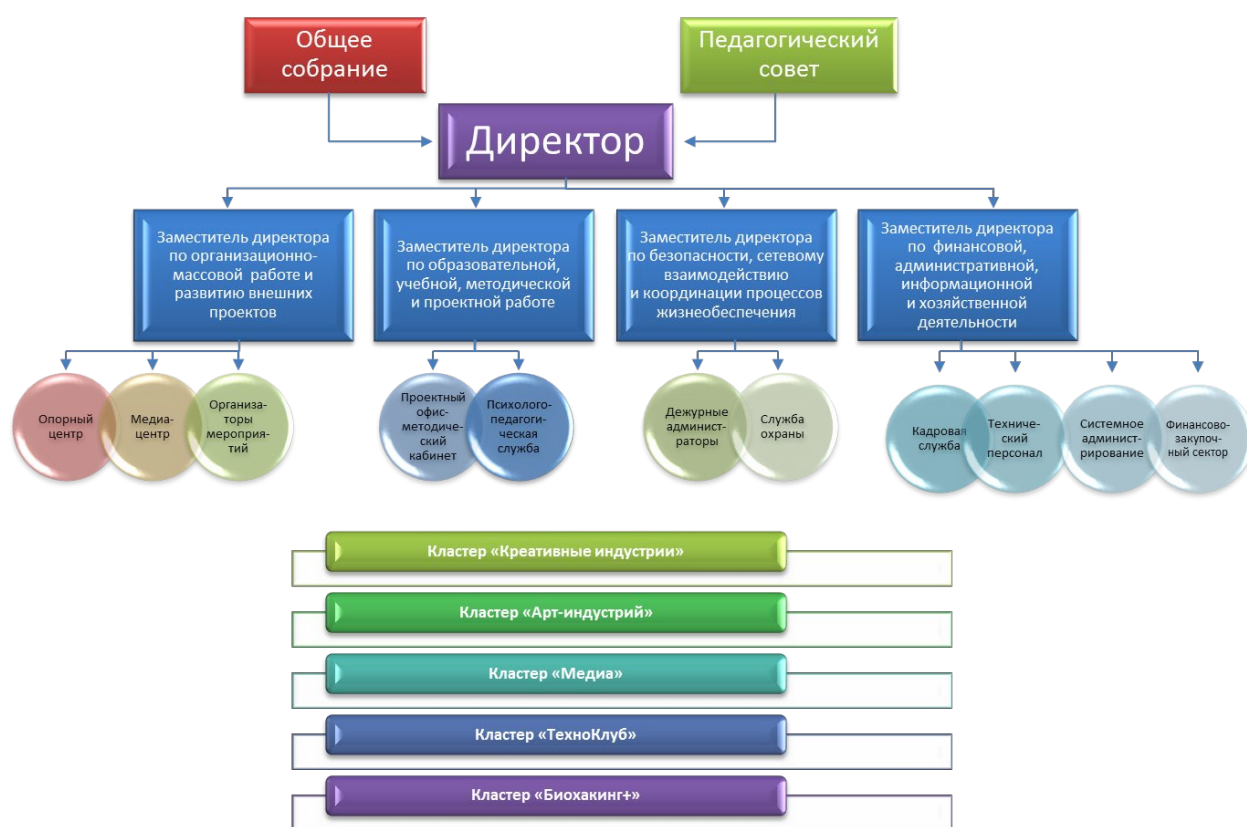 Общее
собрание
Педагогический
совет
Директор
Заместитель директора
по организационно-
массовой работе и
развитию внешних
проектов
Заместитель директора
по образовательной,
учебной, методической
и проектной работе
Заместитель директора
по безопасности, сетевому
взаимодействию
и координации процессов
жизнеобеспечения
Заместитель директора
по финансовой,
административной,
информационной
и хозяйственной
деятельности
Опорный
центр
Медиа-
центр
Организа-
торы
мероприя-
тий
Проектный
офис-
методи-
ческий
кабинет
Психолого-
педагоги-
ческая
служба
Дежурные
админист-
раторы
Служба
охраны
Кадровая
служба
Техниче-
ский
персонал
Системное
админист-
рирование
Финансово-
закупоч-
ный сектор
Кластер «Креативные индустрии»
Кластер «Арт-индустрий»
Кластер «Медиа»
Кластер «ТехноКлуб»
Кластер «Биохакинг+»